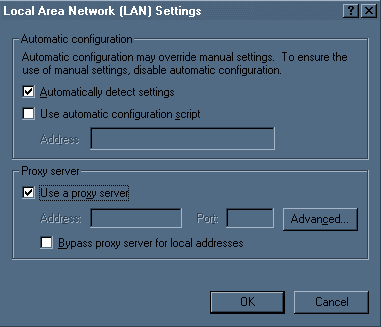 Local Area Network (LAN) Settings
Automatic configuration
Automatic configuration may override manual settings. To ensure the
use of manual settings, disable automatic configuration.
Automatically detect settings
Use automatic configuration script
Address
Proxy server
Use a proxy server
Address: Port: Advanced...
Bypass proxy server for local addresses
OK Cancel